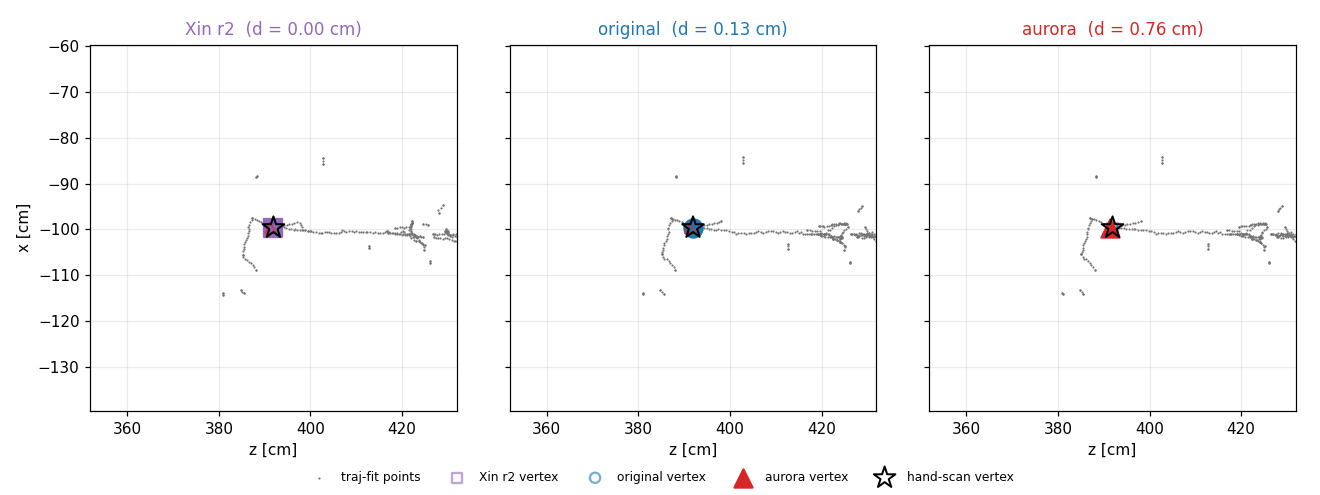 Xin r2  (d = 0.00 cm)
original  (d = 0.13 cm)
aurora  (d = 0.76 cm)
−60
−70
−80
−90
−100
−110
−120
−130
x [cm]
360 380 400 420
360 380 400 420
360 380 400 420
z [cm]
z [cm]
z [cm]
traj-fit points
Xin r2 vertex
original vertex
aurora vertex
hand-scan vertex